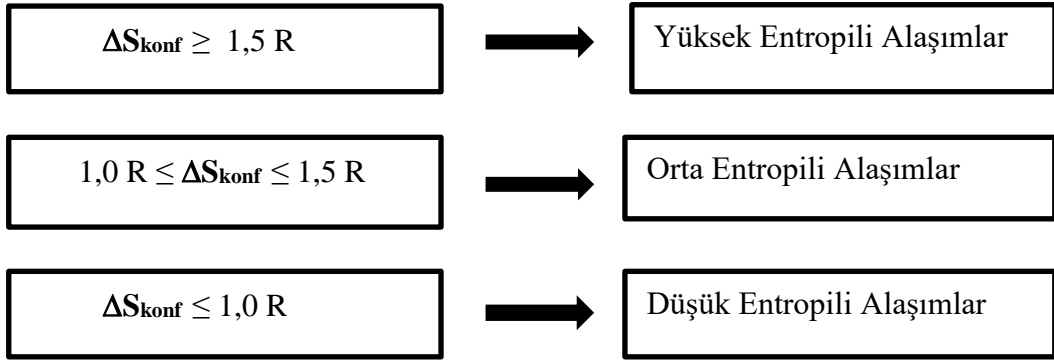 ΔSkonf ≥ 1,5 R
Yüksek Entropili Alaşımlar
1,0 R ≤ ΔSkonf ≤ 1,5 R
Orta Entropili Alaşımlar
ΔSkonf ≤ 1,0 R
Düşük Entropili Alaşımlar